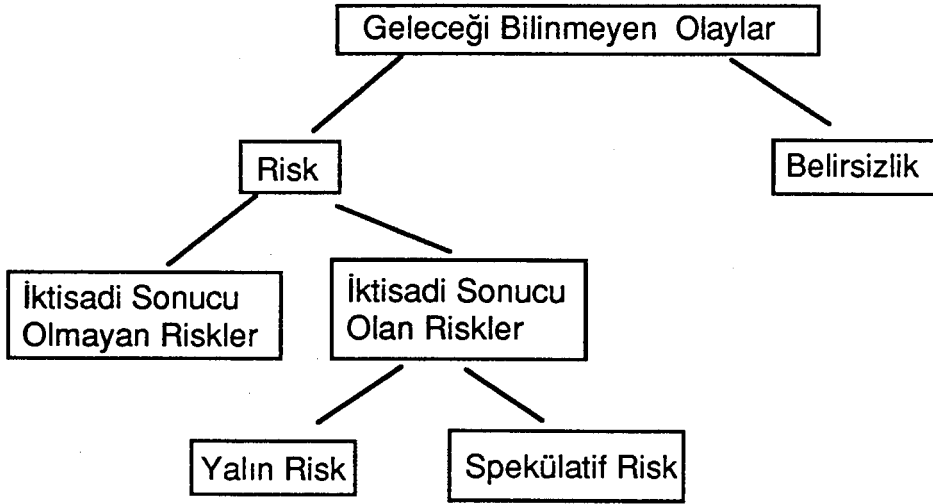 Geleceği Bilinmeyen Olaylar
Risk
Belirsizlik
İktisadi Sonucu
Olmayan Riskler
İktisadi Sonucu
Olan Riskler
Yalın Risk
Spekülatif Risk